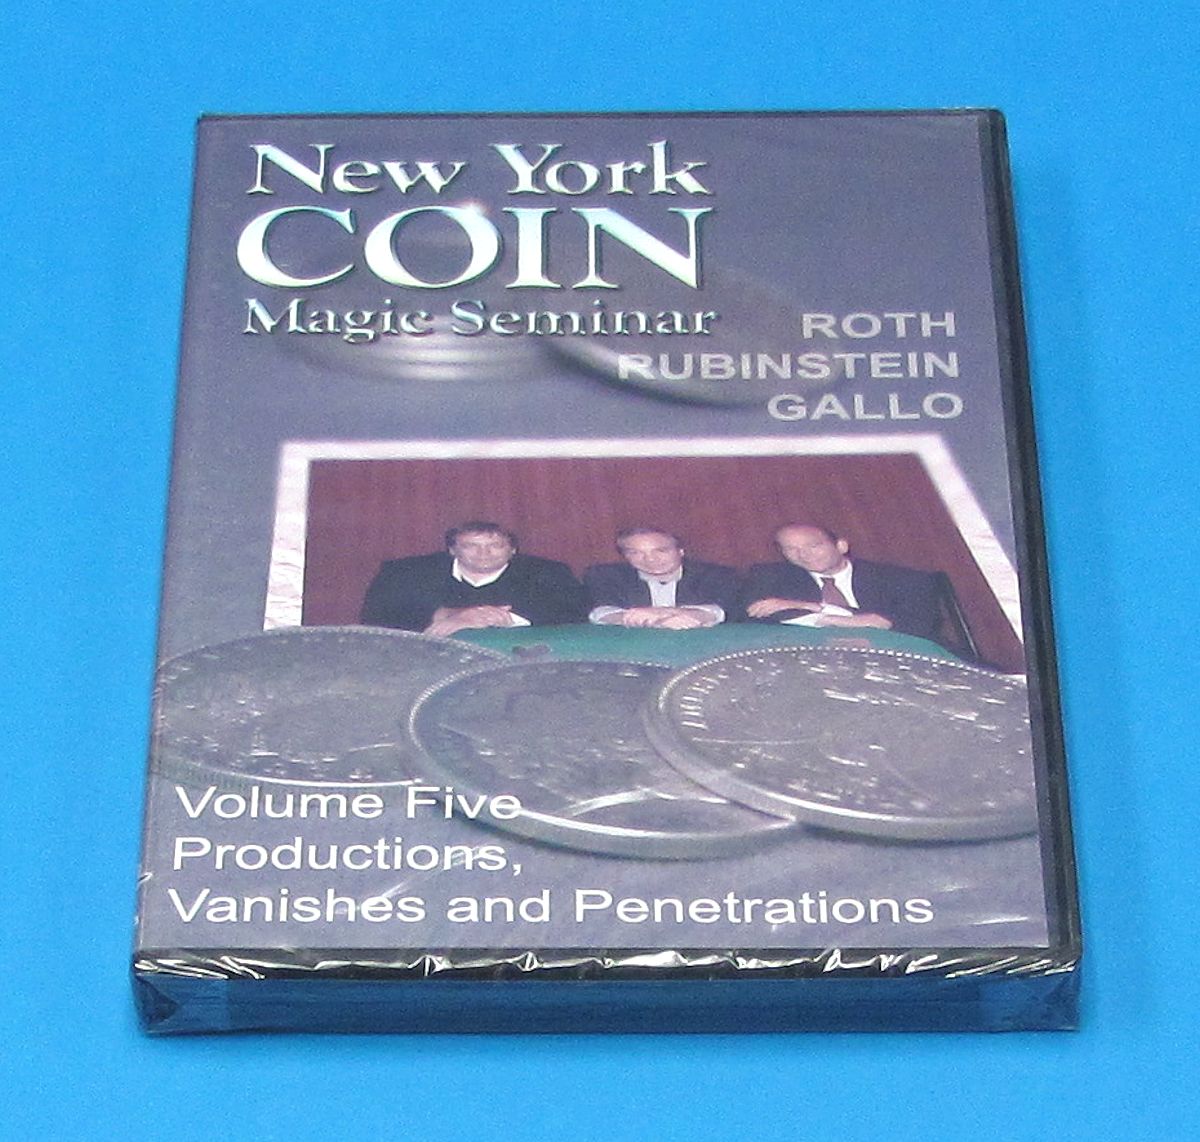 New York
COIN
Magic Seminar
ROTH
RUBINSTEIN
GALLO
Volume Five
Productions,
Vanishes and Penetrations